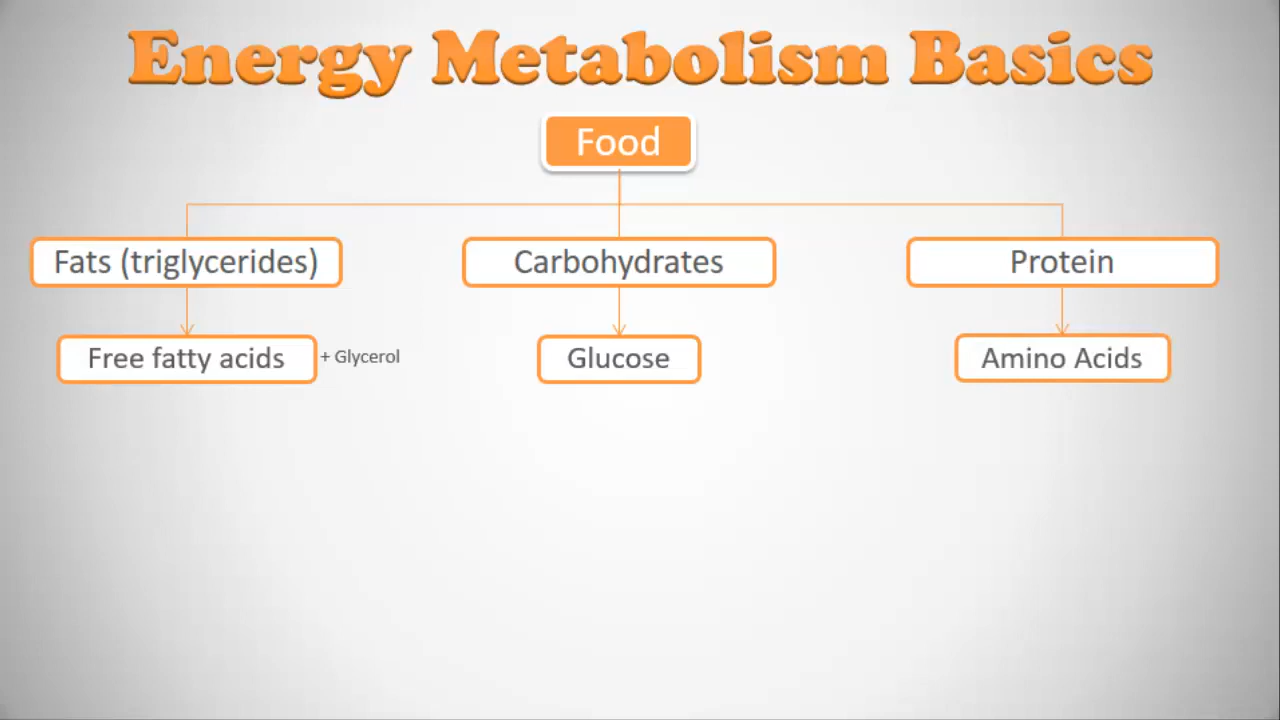 Energy Metabolism Basics
Food
Fats (triglycerides)
Carbohydrates
Protein
Free fatty acids
+ Glycerol
Glucose
Amino Acids